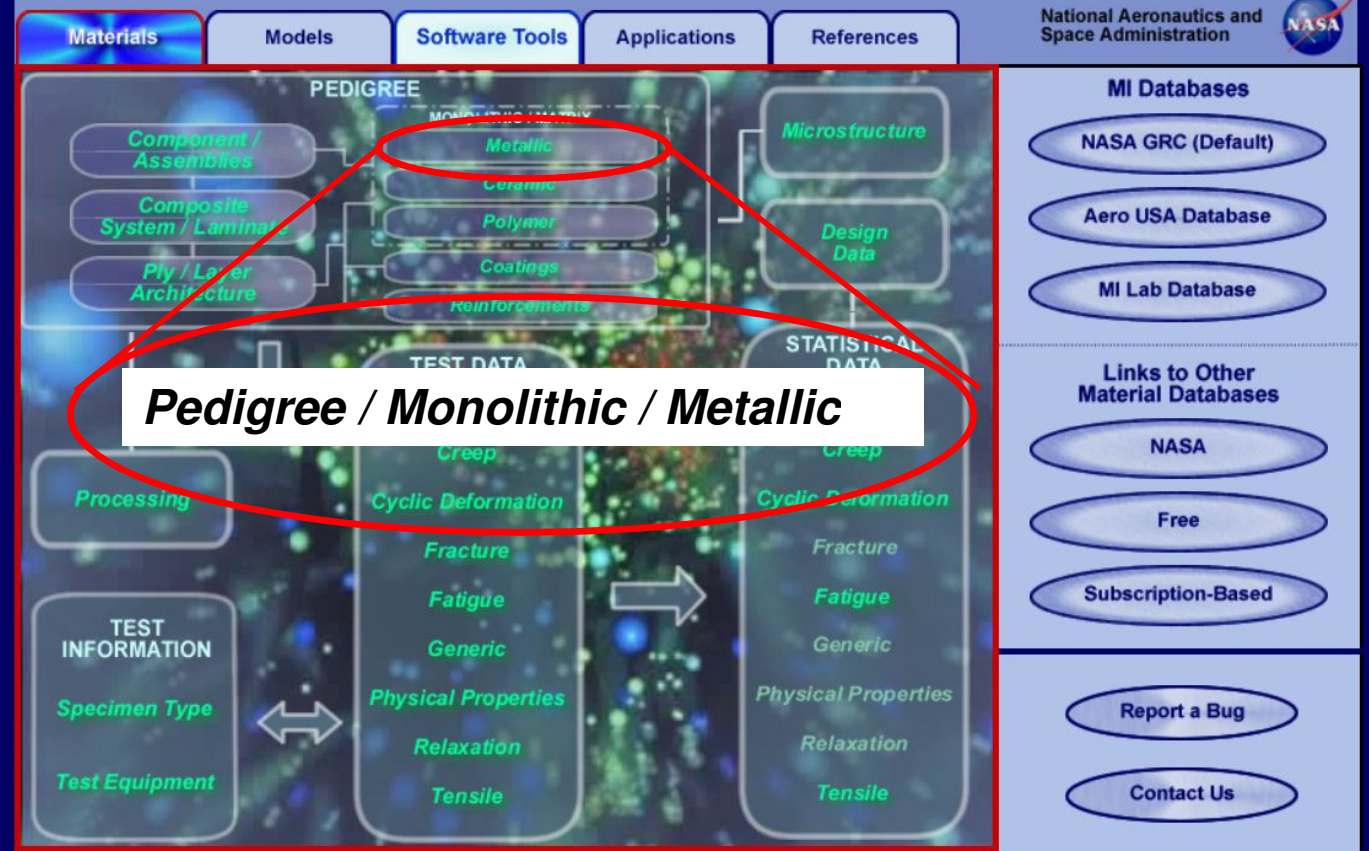 Materials
Models
Software Tools
Applications
References
National Aeronautics and
Space Administration
NASA
PEDIGREE
MONOLITHIC / MATRIX
Component /
Assemblies
Composite
System / Laminate
Ply / Layer
Architecture
Metallic
Ceramic
Polymer
Coatings
Reinforcements
Microstructure
Design
Data
Pedigree / Monolithic / Metallic
Processing
TEST
INFORMATION
Specimen Type
Test Equipment
TEST DATA
Creep
Cyclic Deformation
Fracture
Fatigue
Generic
Physical Properties
Relaxation
Tensile
STATISTICAL
DATA
Creep
Cyclic Deformation
Fracture
Fatigue
Generic
Physical Properties
Relaxation
Tensile
MI Databases
NASA GRC (Default)
Aero USA Database
MI Lab Database
Links to Other
Material Databases
NASA
Free
Subscription-Based
Report a Bug
Contact Us